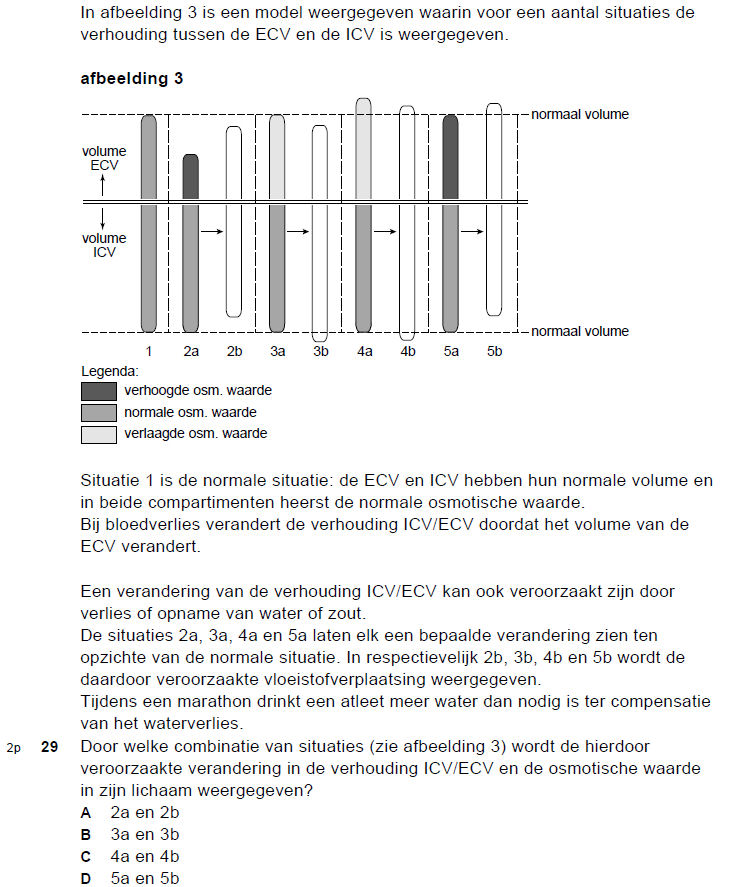 In afbeelding 3 is een model weergegeven waarin voor een aantal situaties de
verhouding tussen de ECV en de ICV is weergegeven.
afbeelding 3
normaal volume
volume
ECV
volume
ICV
normaal volume
1 2a 2b 3a 3b 4a 4b 5a 5b
Legenda:
verhoogde osm. waarde
normale osm. waarde
verlaagde osm. waarde
Situatie 1 is de normale situatie: de ECV en ICV hebben hun normale volume en
in beide compartimenten heerst de normale osmotische waarde.
Bij bloedverlies verandert de verhouding ICV/ECV doordat het volume van de
ECV verandert.
Een verandering van de verhouding ICV/ECV kan ook veroorzaakt zijn door
verlies of opname van water of zout.
De situaties 2a, 3a, 4a en 5a laten elk een bepaalde verandering zien ten
opzichte van de normale situatie. In respectievelijk 2b, 3b, 4b en 5b wordt de
daardoor veroorzaakte vloeistofverplaatsing weergegeven.
Tijdens een marathon drinkt een atleet meer water dan nodig is ter compensatie
van het waterverlies.
2p 29 Door welke combinatie van situaties (zie afbeelding 3) wordt de hierdoor
veroorzaakte verandering in de verhouding ICV/ECV en de osmotische waarde
in zijn lichaam weergegeven?
A 2a en 2b
B 3a en 3b
C 4a en 4b
D 5a en 5b